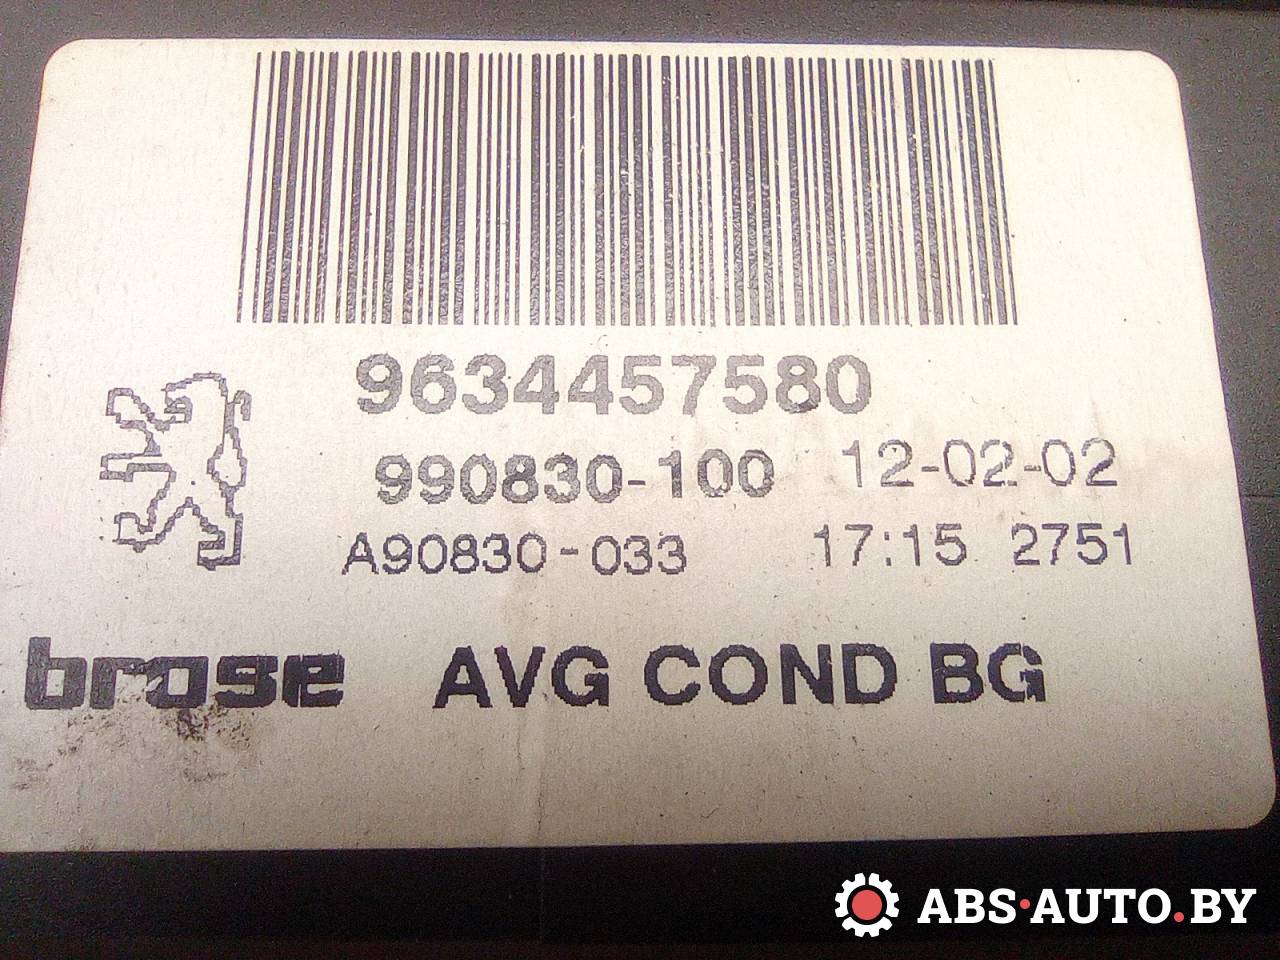 9634457580
990830-100 12-02-02
A90830-033 17:15 2751
brose AVG COND BG
ABS·AUTO.BY